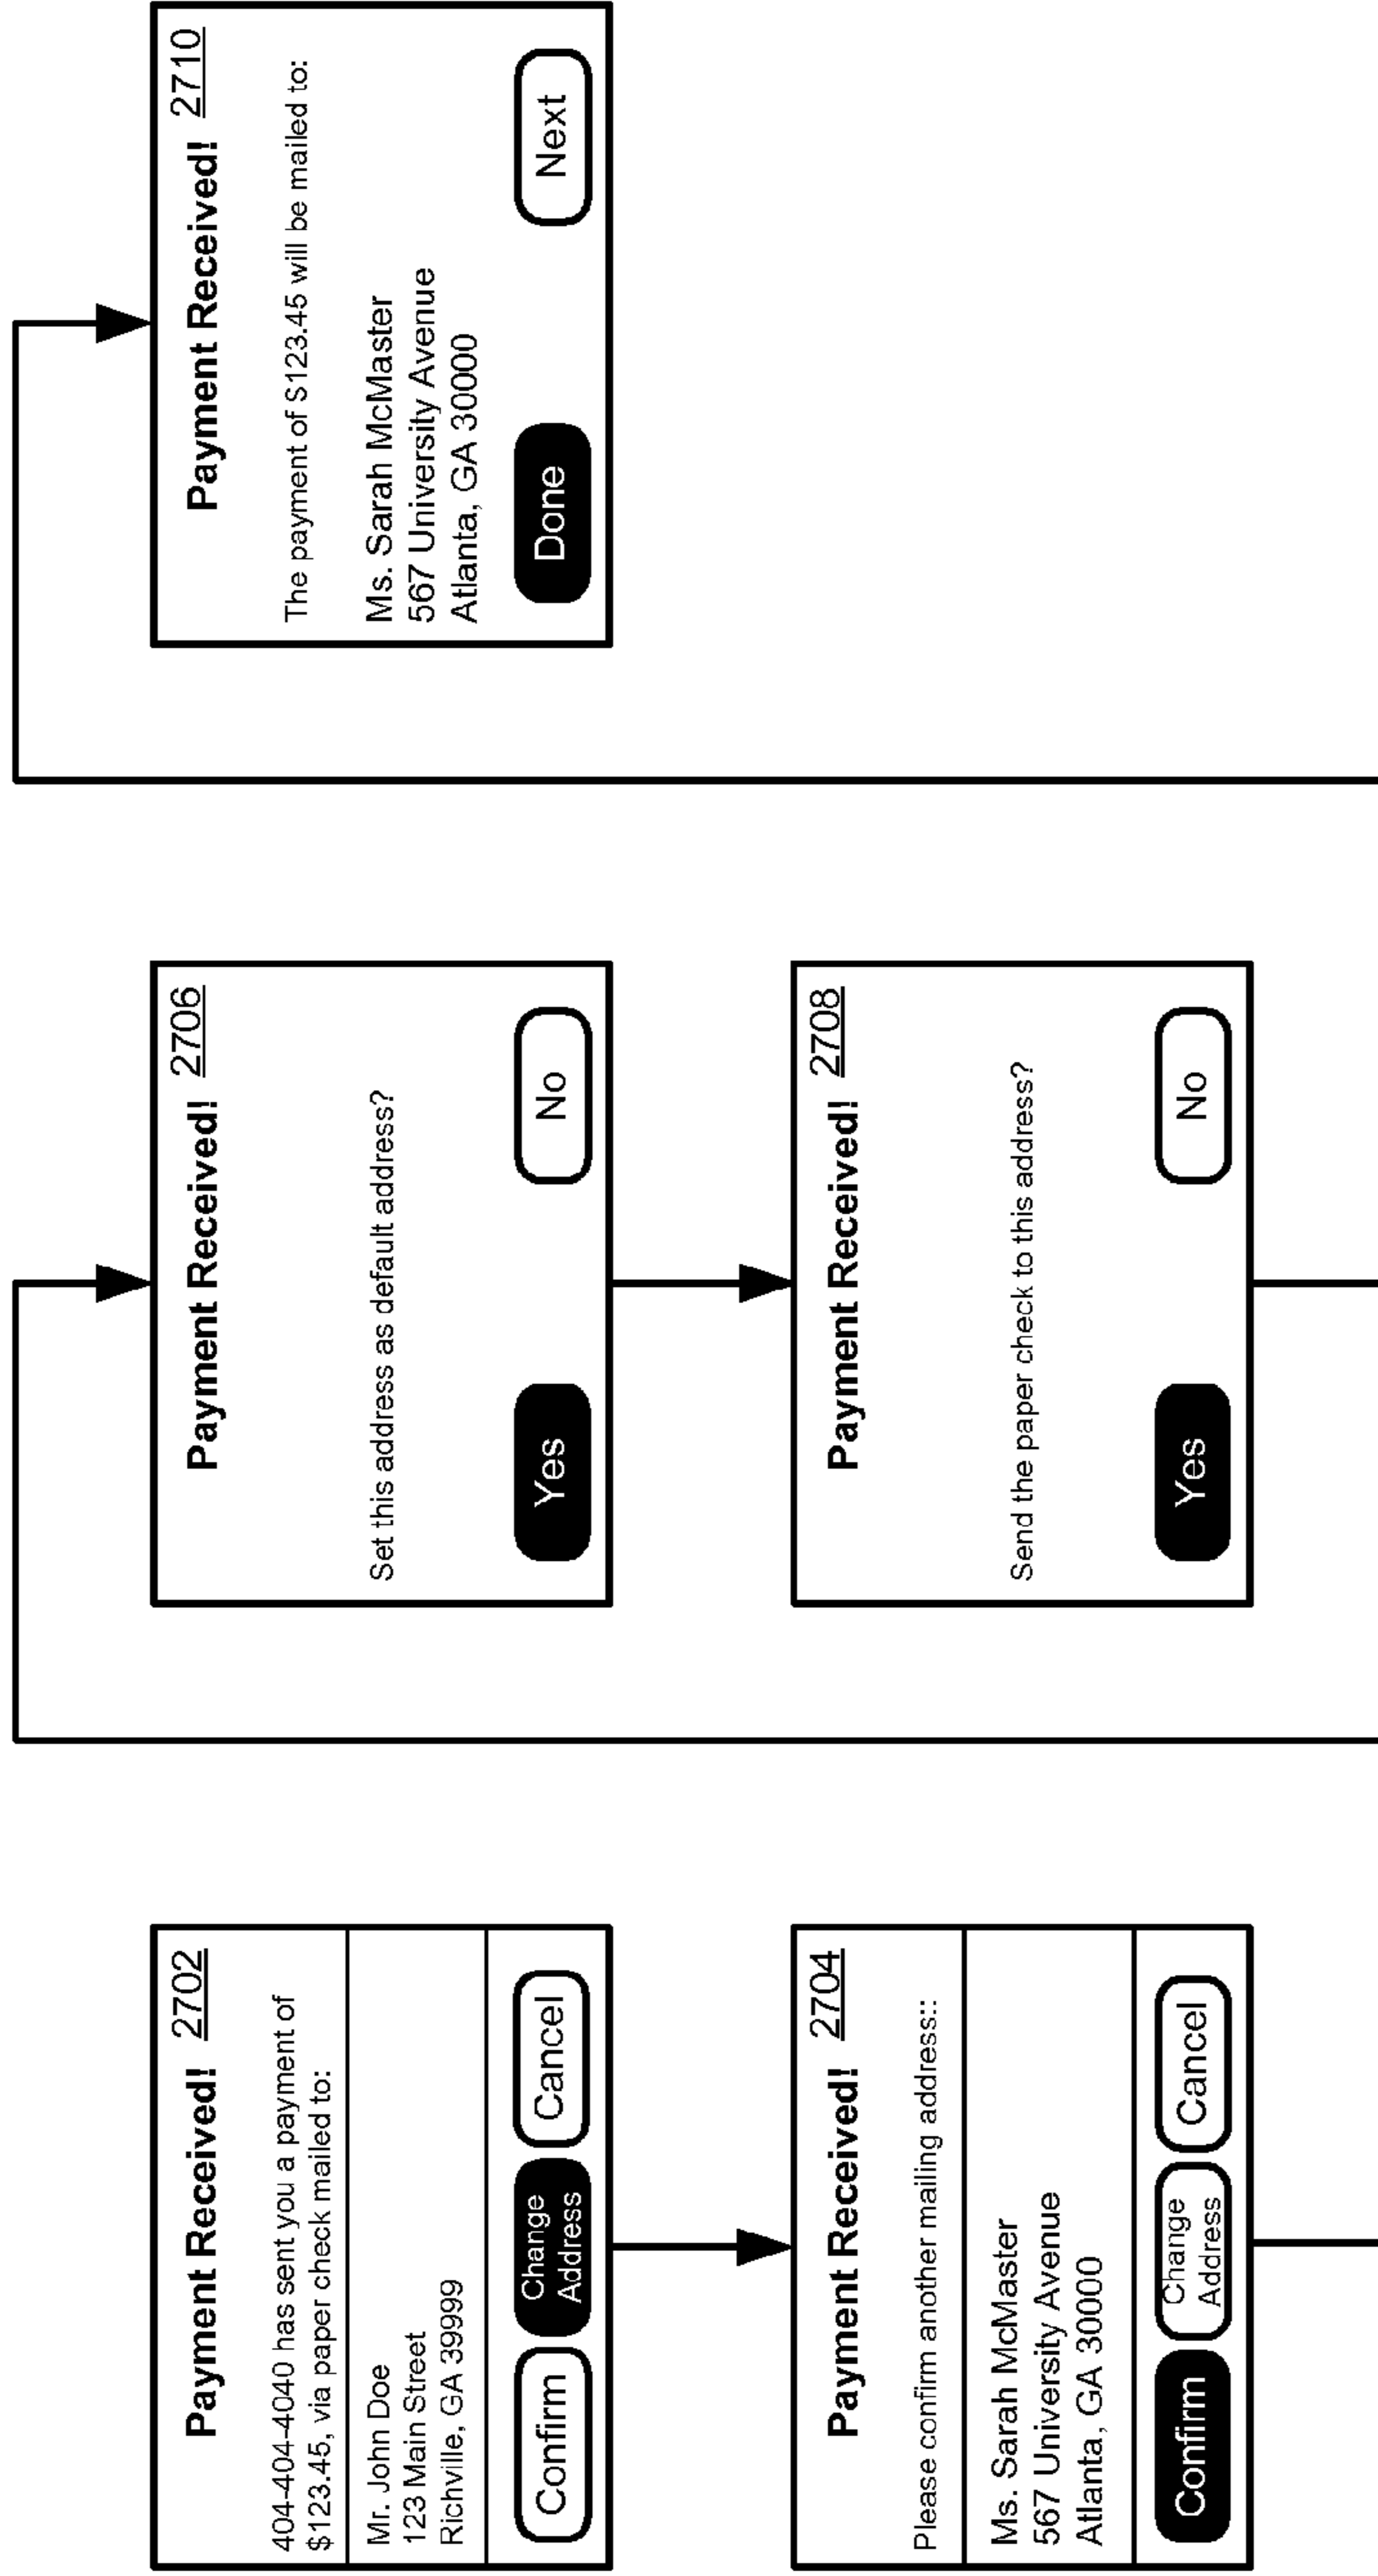 Payment Received! 2702
404-404-4040 has sent you a payment of
$123.45, via paper check mailed to:
Mr. John Doe
123 Main Street
Richville, GA 39999
Confirm
Change
Address
Cancel
Payment Received! 2704
Please confirm another mailing address::
Ms. Sarah McMaster
567 University Avenue
Atlanta, GA 30000
Confirm
Change
Address
Cancel
Payment Received! 2706
Set this address as default address?
Yes
No
Payment Received! 2708
Send the paper check to this address?
Yes
No
Payment Received! 2710
The payment of S123.45 will be mailed to:
Ms. Sarah McMaster
567 University Avenue
Atlanta, GA 30000
Done
Next